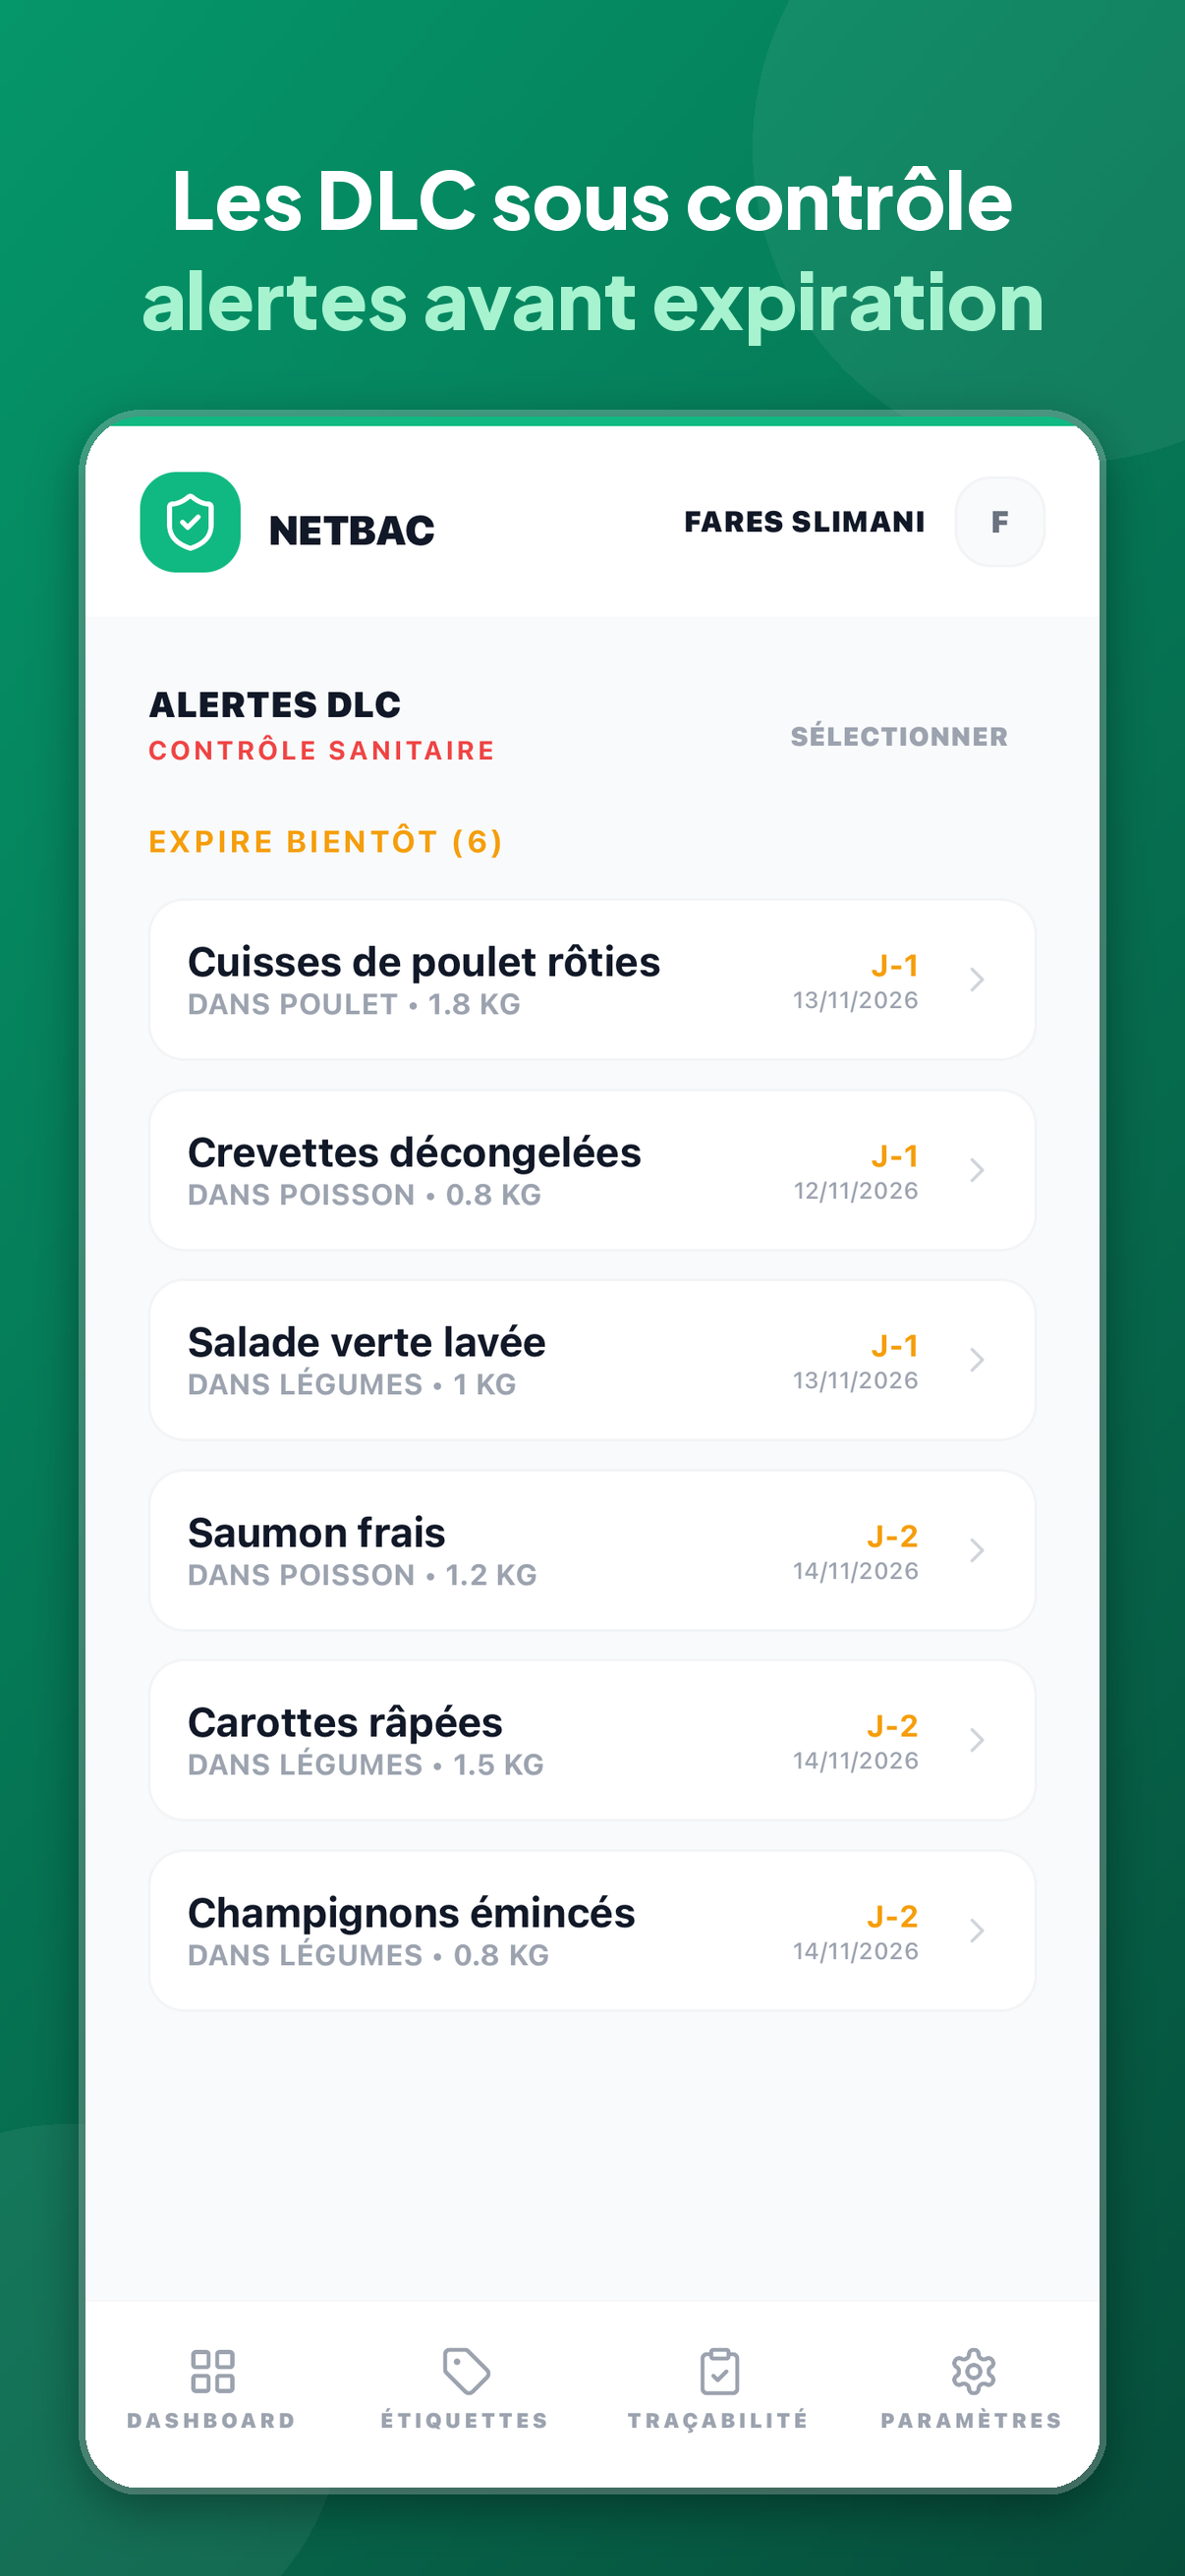 Les DLC sous contrôle
alertes avant expiration
NETBAC
FARES SLIMANI
F
ALERTES DLC
CONTRÔLE SANITAIRE
SÉLECTIONNER
EXPIRE BIENTÔT (6)
Cuisses de poulet rôties
DANS POULET • 1.8 KG
J-1
13/11/2026
Crevettes décongelées
DANS POISSON • 0.8 KG
J-1
12/11/2026
Salade verte lavée
DANS LÉGUMES • 1 KG
J-1
13/11/2026
Saumon frais
DANS POISSON • 1.2 KG
J-2
14/11/2026
Carottes râpées
DANS LÉGUMES • 1.5 KG
J-2
14/11/2026
Champignons émincés
DANS LÉGUMES • 0.8 KG
J-2
14/11/2026
DASHBOARD
ÉTIQUETTES
TRAÇABILITÉ
PARAMÈTRES